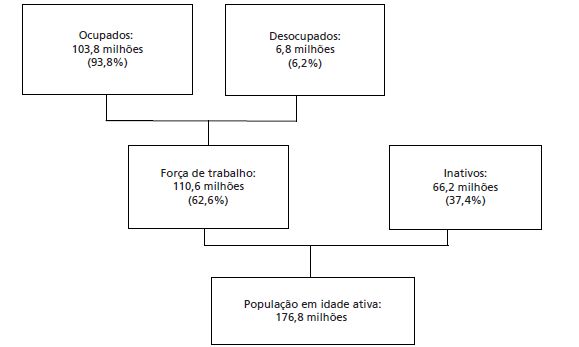 Ocupados:
103,8 milhões
(93,8%)
Desocupados:
6,8 milhões
(6,2%)
Força de trabalho:
110,6 milhões
(62,6%)
Inativos:
66,2 milhões
(37,4%)
População em idade ativa:
176,8 milhões